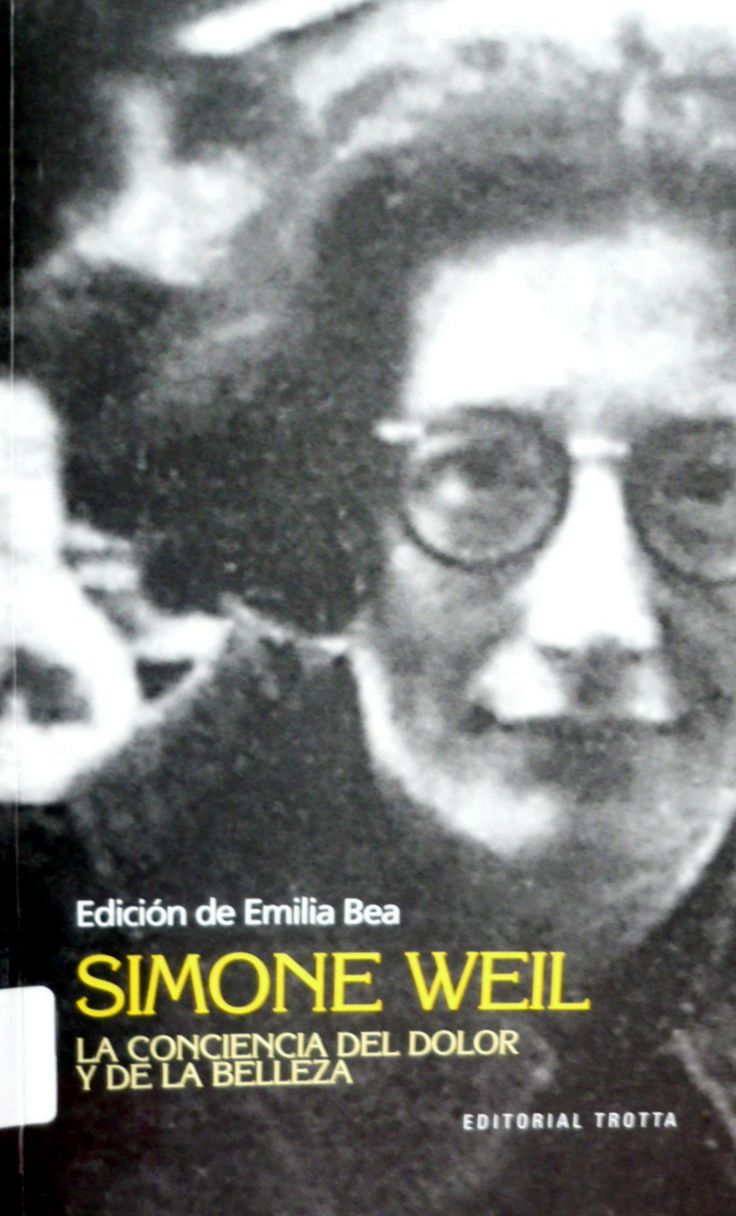 Edición de Emilia Bea
SIMONE WEIL
LA CONCIENCIA DEL DOLOR
Y DE LA BELLEZA
EDITORIAL TROTTA